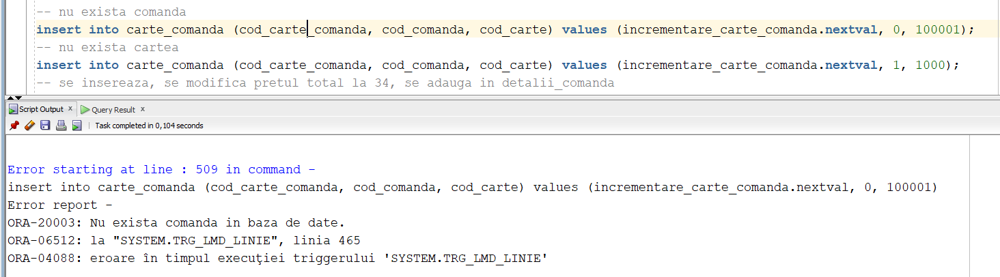 -- nu exista comanda
insert into carte_comanda (cod_carte_comanda, cod_comanda, cod_carte) values (incrementare_carte_comanda.nextval, 0, 100001);
-- nu exista cartea
insert into carte_comanda (cod_carte_comanda, cod_comanda, cod_carte) values (incrementare_carte_comanda.nextval, 1, 1000);
-- se insereaza, se modifica pretul total la 34, se adauga in detalii_comanda
Script Output x Query Result x
Task completed in 0,104 seconds
Error starting at line : 509 in command -
insert into carte_comanda (cod_carte_comanda, cod_comanda, cod_carte) values (incrementare_carte_comanda.nextval, 0, 100001)
Error report -
ORA-20003: Nu exista comanda in baza de date.
ORA-06512: la "SYSTEM.TRG_LMD_LINIE", linia 465
ORA-04088: eroare în timpul execuţiei triggerului 'SYSTEM.TRG_LMD_LINIE'